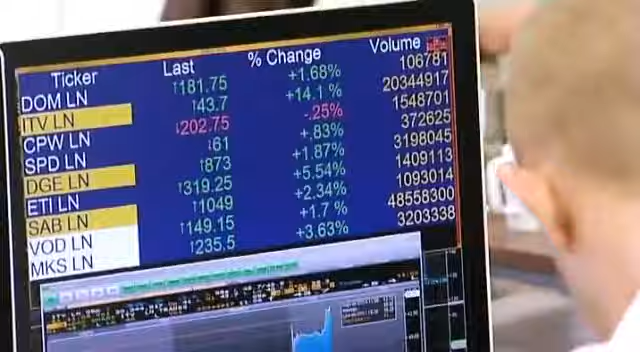 Ticker Last % Change Volume
DOM LN ↑181.75 +1.68% 106781
ITV LN ↑43.7 +14.1 % 20344917
CPW LN ↓202.75 -.25% 1548701
SPD LN ↓61 +.83% 372625
DGE LN ↑873 +1.87% 3198045
ETI LN ↑319.25 +5.54% 1409113
SAB LN ↑1049 +2.34% 1093014
VOD LN ↑149.15 +1.7 % 48558300
MKS LN ↑235.5 +3.63% 3203338